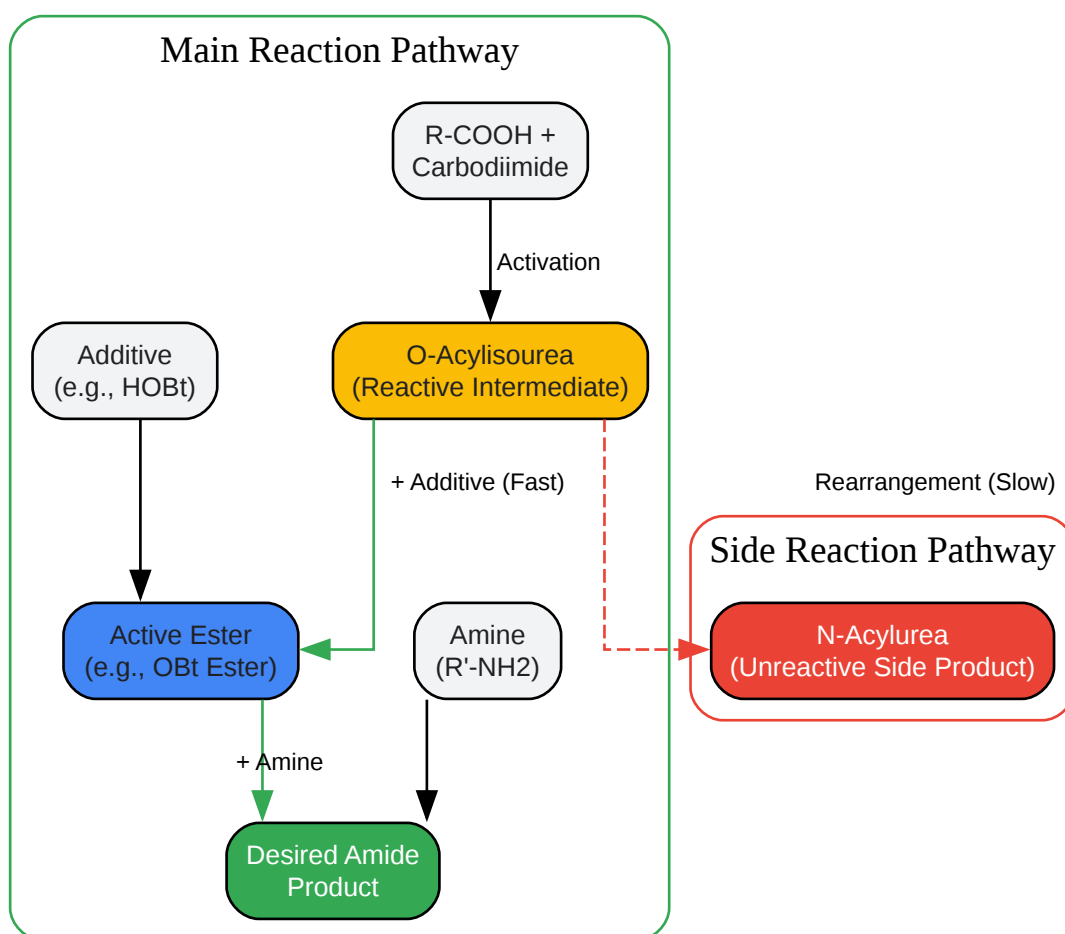 Main Reaction Pathway
R-COOH +
Carbodiimide
Activation
Additive
(e.g., HOBt)
O-Acylisourea
(Reactive Intermediate)
+ Additive (Fast)
Rearrangement (Slow)
Side Reaction Pathway
Active Ester
(e.g., OBt Ester)
Amine
(R'-NH2)
N-Acylurea
(Unreactive Side Product)
+ Amine
Desired Amide
Product